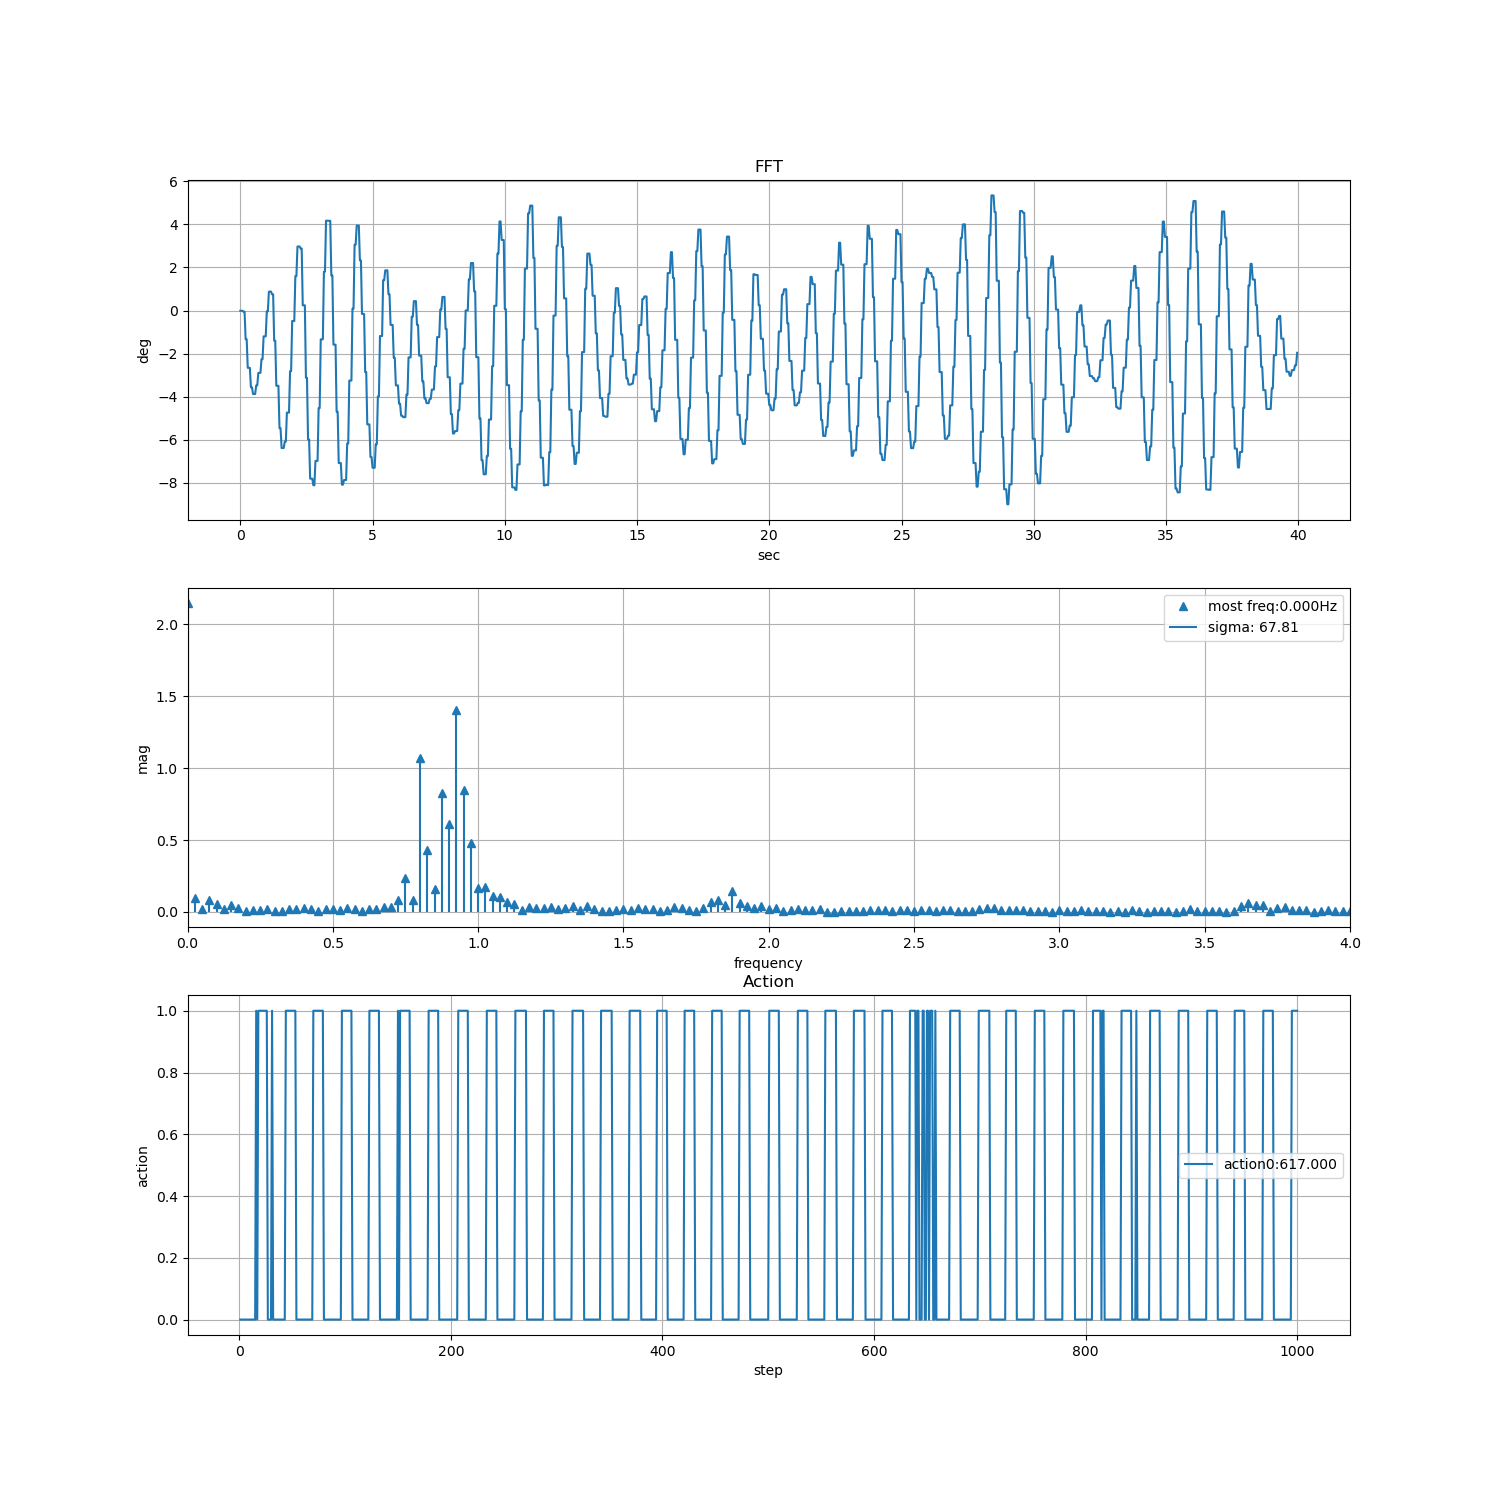 FFT
6
4
2
0
−2
−4
−6
−8
deg
0 5 10 15 20 25 30 35 40
sec
most freq:0.000Hz
sigma: 67.81
2.0
1.5
1.0
0.5
0.0
mag
0.0 0.5 1.0 1.5 2.0 2.5 3.0 3.5 4.0
frequency
Action
1.0
0.8
0.6
0.4
0.2
0.0
action
action0:617.000
0 200 400 600 800 1000
step